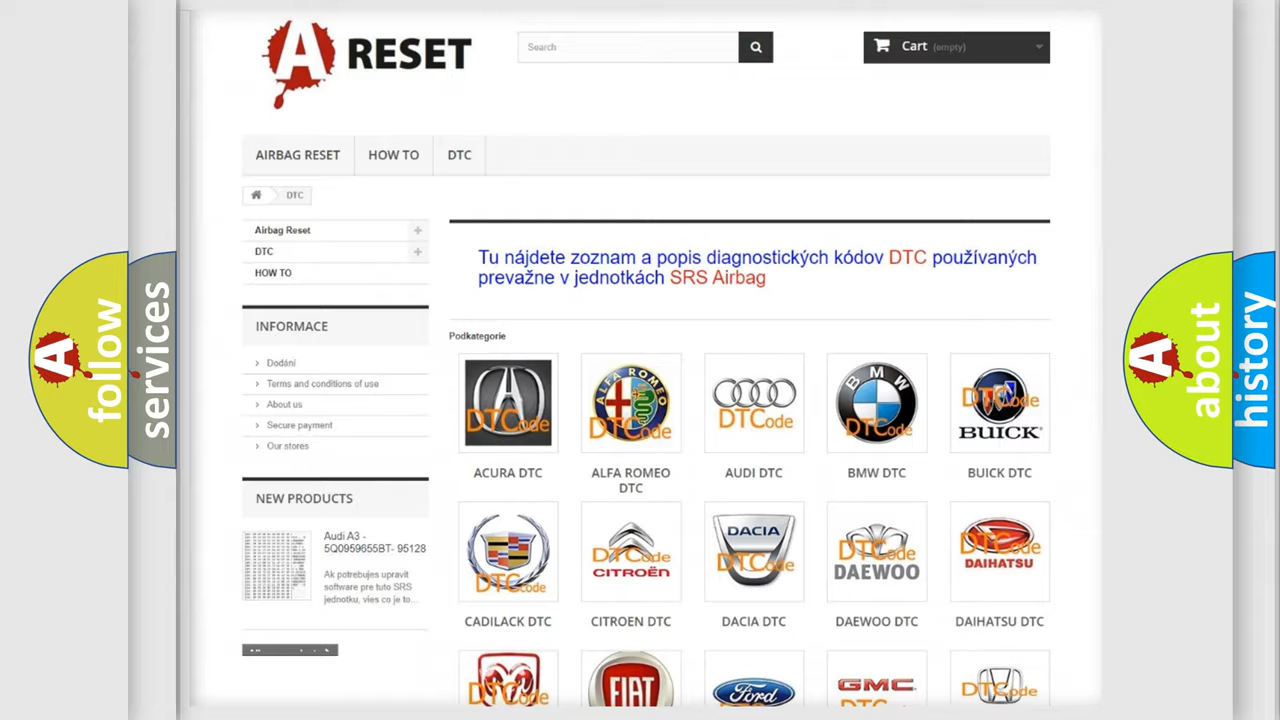 A RESET
Search
Cart (empty)
AIRBAG RESET
HOW TO
DTC
DTC
Airbag Reset
DTC
HOW TO
Tu nájdete zoznam a popis diagnostických kódov DTC používaných
prevažne v jednotkách SRS Airbag
INFORMACE
Dodání
Terms and conditions of use
About us
Secure payment
Our stores
NEW PRODUCTS
Audi A3 -
5Q0959655BT- 95128
Ak potrebujes upravit
software pre tuto SRS
jednotku, vies co je to...
Podkategorie
DTCode
ALFA ROMEO
DTCode
DTCode
BMW
DTCode
DTCode
BUICK
ACURA DTC
ALFA ROMEO
DTC
AUDI DTC
BMW DTC
BUICK DTC
DTCode
DTCode
CITROËN
DACIA
DTCode
DTCode
DAEWOO
DTCode
DAIHATSU
CADILACK DTC
CITROEN DTC
DACIA DTC
DAEWOO DTC
DAIHATSU DTC
DTCode
FIAT
Ford
GMC
DTCode
A follow
services
A about
history